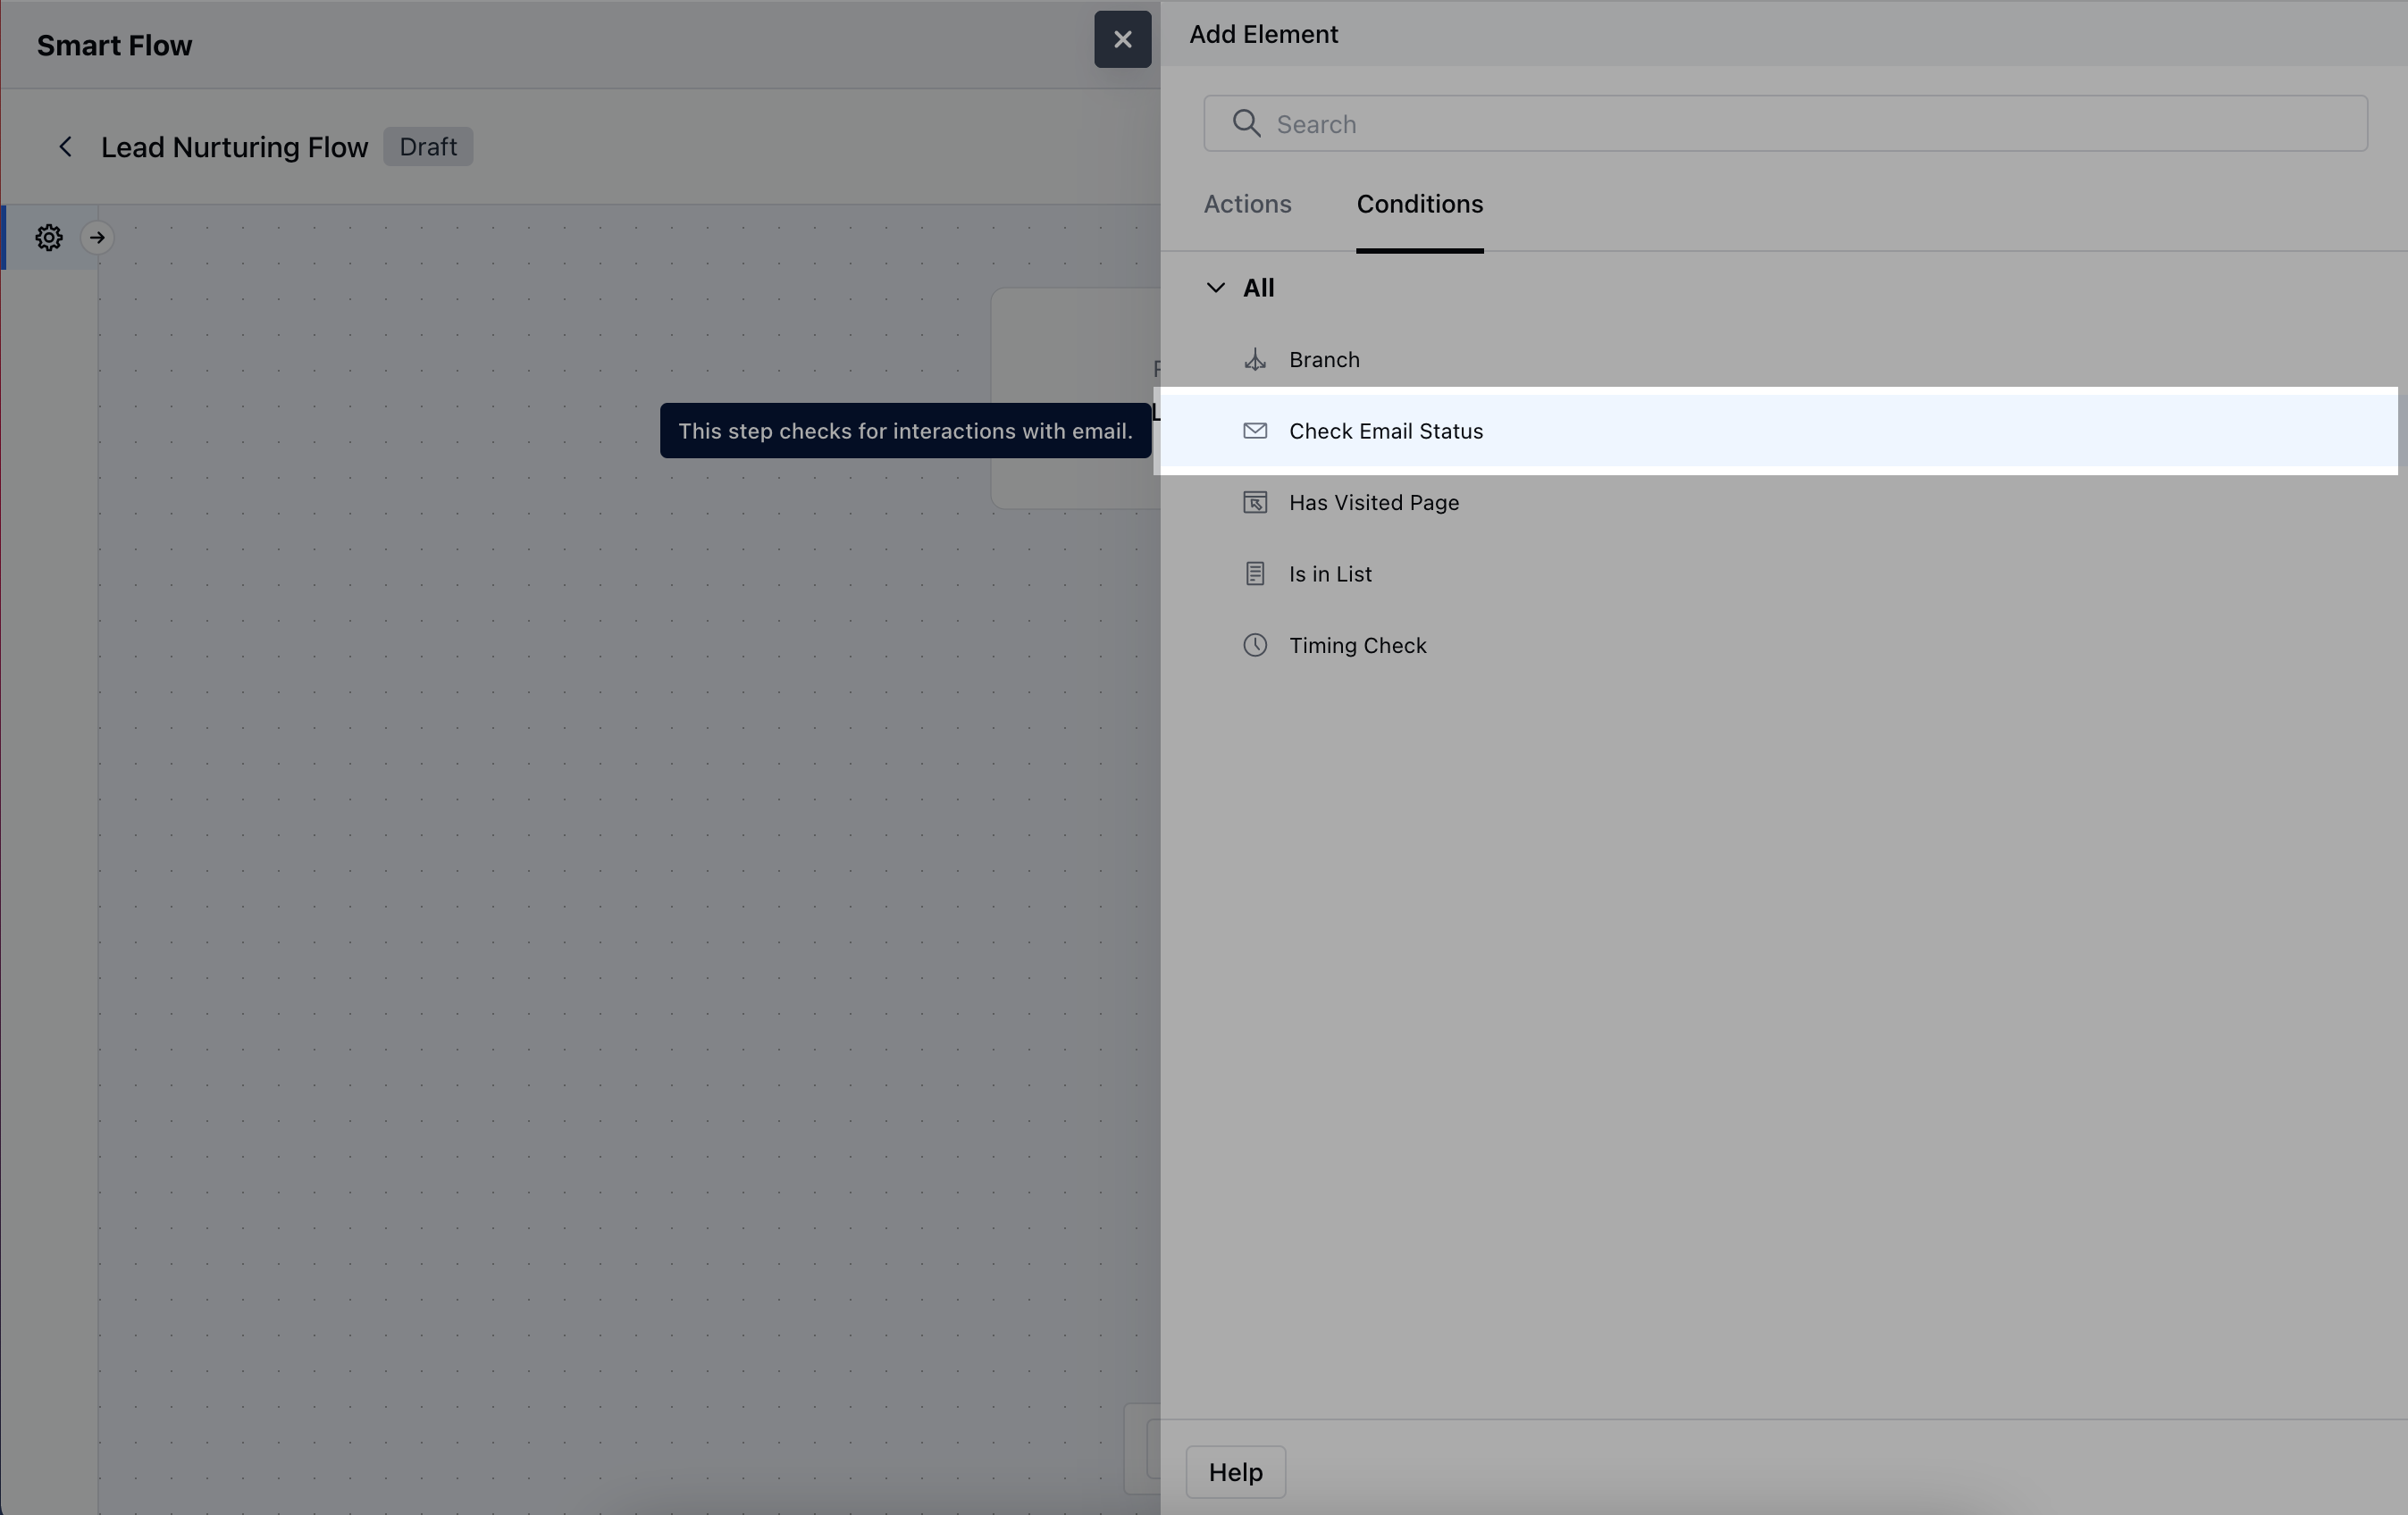 Smart Flow
Lead Nurturing Flow
Draft
This step checks for interactions with email.
Add Element
Search
Actions
Conditions
All
Branch
Check Email Status
Has Visited Page
Is in List
Timing Check
Help